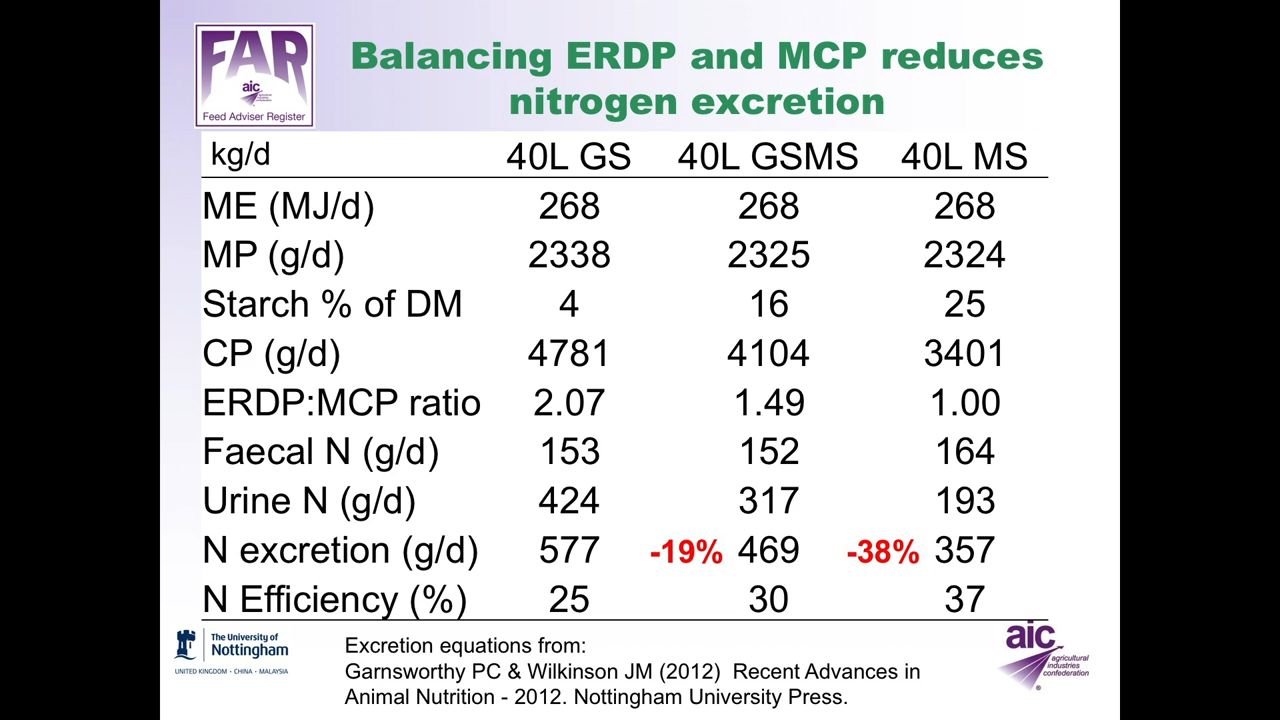 FAR
aic
agricultural
industries
confederation
Feed Adviser Register
Balancing ERDP and MCP reduces
nitrogen excretion
kg/d 40L GS 40L GSMS 40L MS
ME (MJ/d) 268 268 268
MP (g/d) 2338 2325 2324
Starch % of DM 4 16 25
CP (g/d) 4781 4104 3401
ERDP:MCP ratio 2.07 1.49 1.00
Faecal N (g/d) 153 152 164
Urine N (g/d) 424 317 193
N excretion (g/d) 577 -19% 469 -38% 357
N Efficiency (%) 25 30 37
The University of
Nottingham
UNITED KINGDOM · CHINA · MALAYSIA
Excretion equations from:
Garnsworthy PC & Wilkinson JM (2012) Recent Advances in
Animal Nutrition - 2012. Nottingham University Press.
aic
agricultural
industries
confederation
®